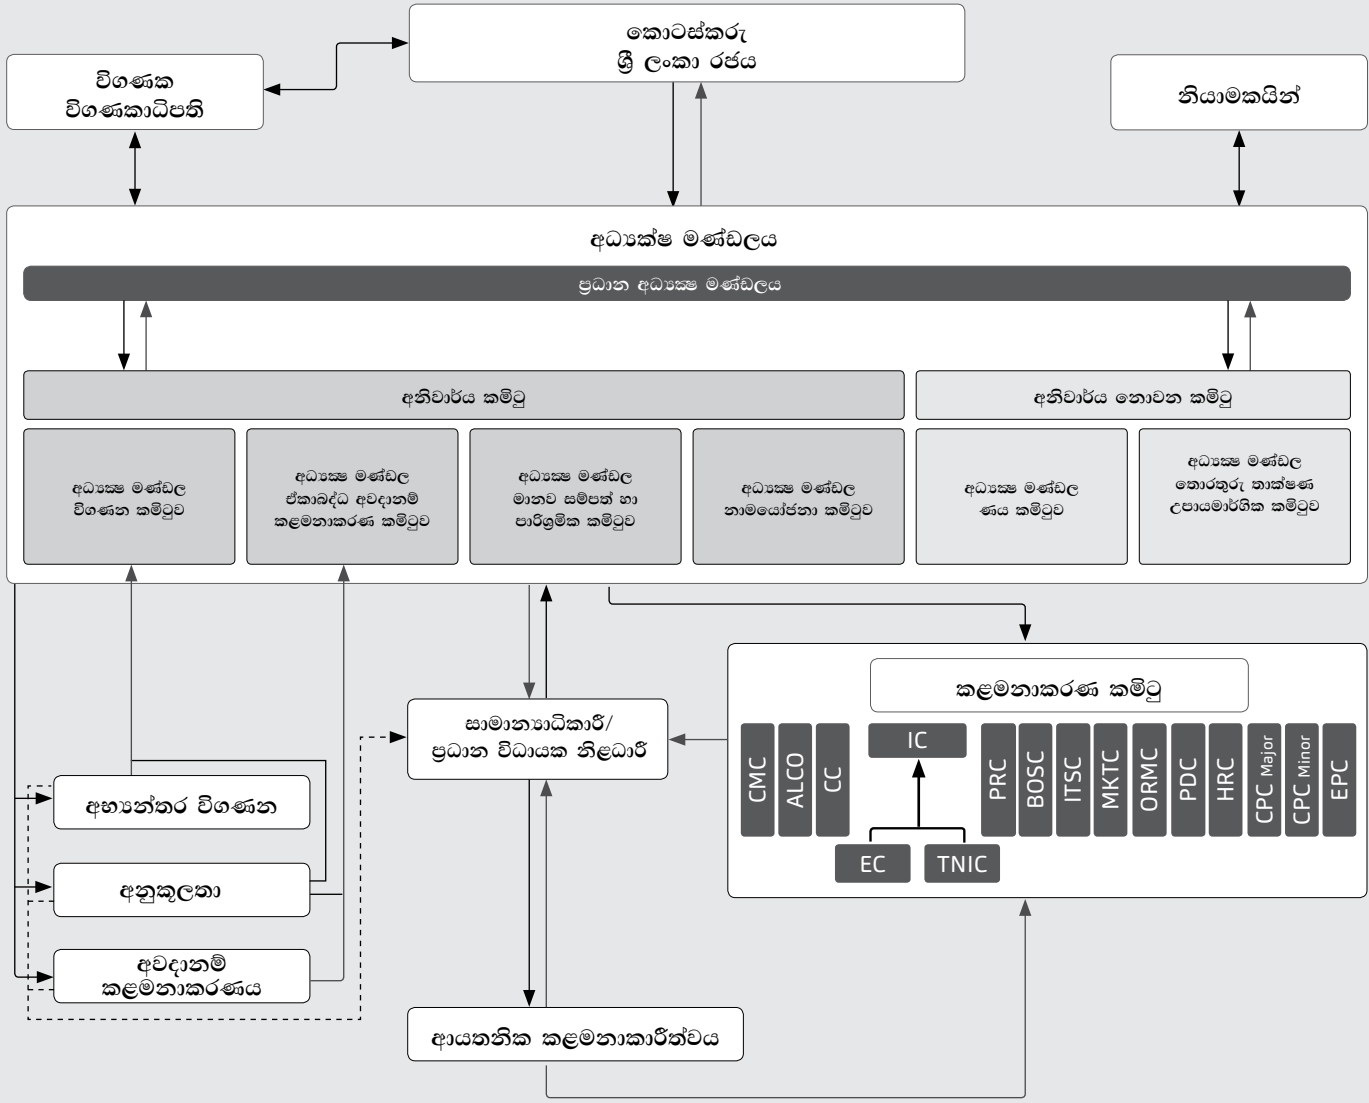 කොටස්කරු
ශ්‍රී ලංකා රජය
විගණක
විගණකාධිපති
නියාමකයින්
අධ්‍යක්ෂ මණ්ඩලය
ප්‍රධාන අධ්‍යක්‍ෂ මණ්ඩලය
අනිවාර්ය කමිටු
අනිවාර්ය නොවන කමිටු
අධ්‍යක්‍ෂ මණ්ඩල
විගණන කමිටුව
අධ්‍යක්‍ෂ මණ්ඩල
ඒකාබද්ධ අවදානම්
කළමනාකරණ කමිටුව
අධ්‍යක්‍ෂ මණ්ඩල
මානව සම්පත් හා
පාරිශ්‍රමික කමිටුව
අධ්‍යක්‍ෂ මණ්ඩල
නාමයෝජනා කමිටුව
අධ්‍යක්‍ෂ මණ්ඩල
ණය කමිටුව
අධ්‍යක්‍ෂ මණ්ඩල
තොරතුරු තාක්ෂණ
උපායමාර්ගික කමිටුව
කළමනාකරණ කමිටු
සාමාන්‍යාධිකාරී/
ප්‍රධාන විධායක නිළධාරී
CMC
ALCO
CC
IC
EC
TNIC
PRC
BOSC
ITSC
MKTC
ORMC
PDC
HRC
CPC Major
CPC Minor
EPC
අභ්‍යන්තර විගණන
අනුකූලතා
අවදානම්
කළමනාකරණය
ආයතනික කළමනාකාරීත්වය